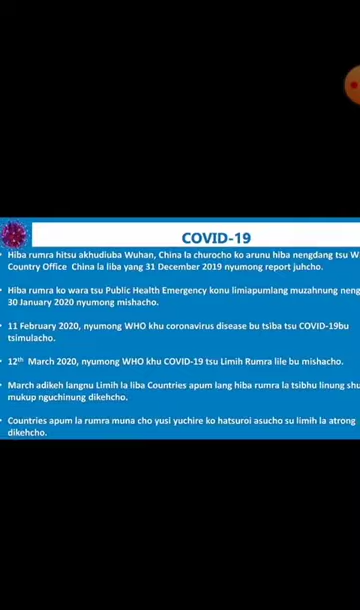 COVID-19
• Hiba rumra hitsu akhudiuba Wuhan, China la churocho ko arunu hiba nengdang tsu W
Country Office China la liba yang 31 December 2019 nyumong report juhcho.
• Hiba rumra ko wara tsu Public Health Emergency konu limiapumlang muzahnung neng
30 January 2020 nyumong mishacho.
• 11 February 2020, nyumong WHO khu coronavirus disease bu tsiba tsu COVID-19bu
tsimulacho.
• 12th March 2020, nyumong WHO khu COVID-19 tsu Limih Rumra lile bu mishacho.
• March adikeh langnu Limih la liba Countries apum lang hiba rumra la tsibhu linung shu
mukup nguchinung dikehcho.
• Countries apum la rumra muna cho yusi yuchire ko hatsuroi asucho su limih la atrong
dikehcho.